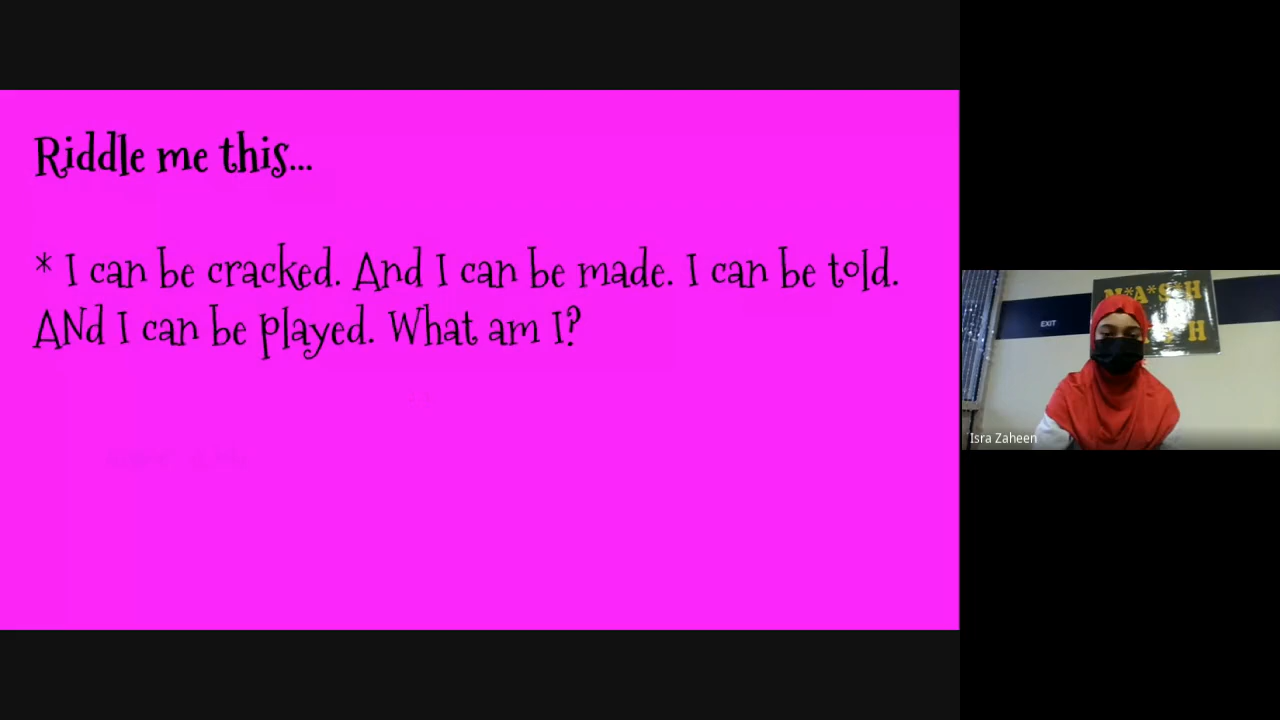 Riddle me this...
* I can be cracked. And I can be made. I can be told.
ANd I can be played. What am I?
EXIT
M*A*S*H
H
Isra Zaheen